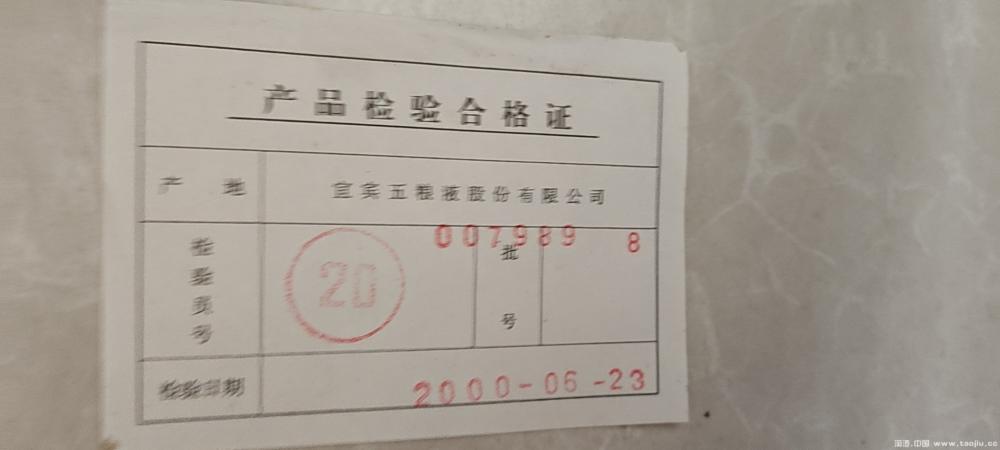 产品检验合格证
产地 宜宾五粮液股份有限公司
检验员号 20 批号 007989 8
检验日期 2000-06-23
淘酒.中国 www.taojiu.cc